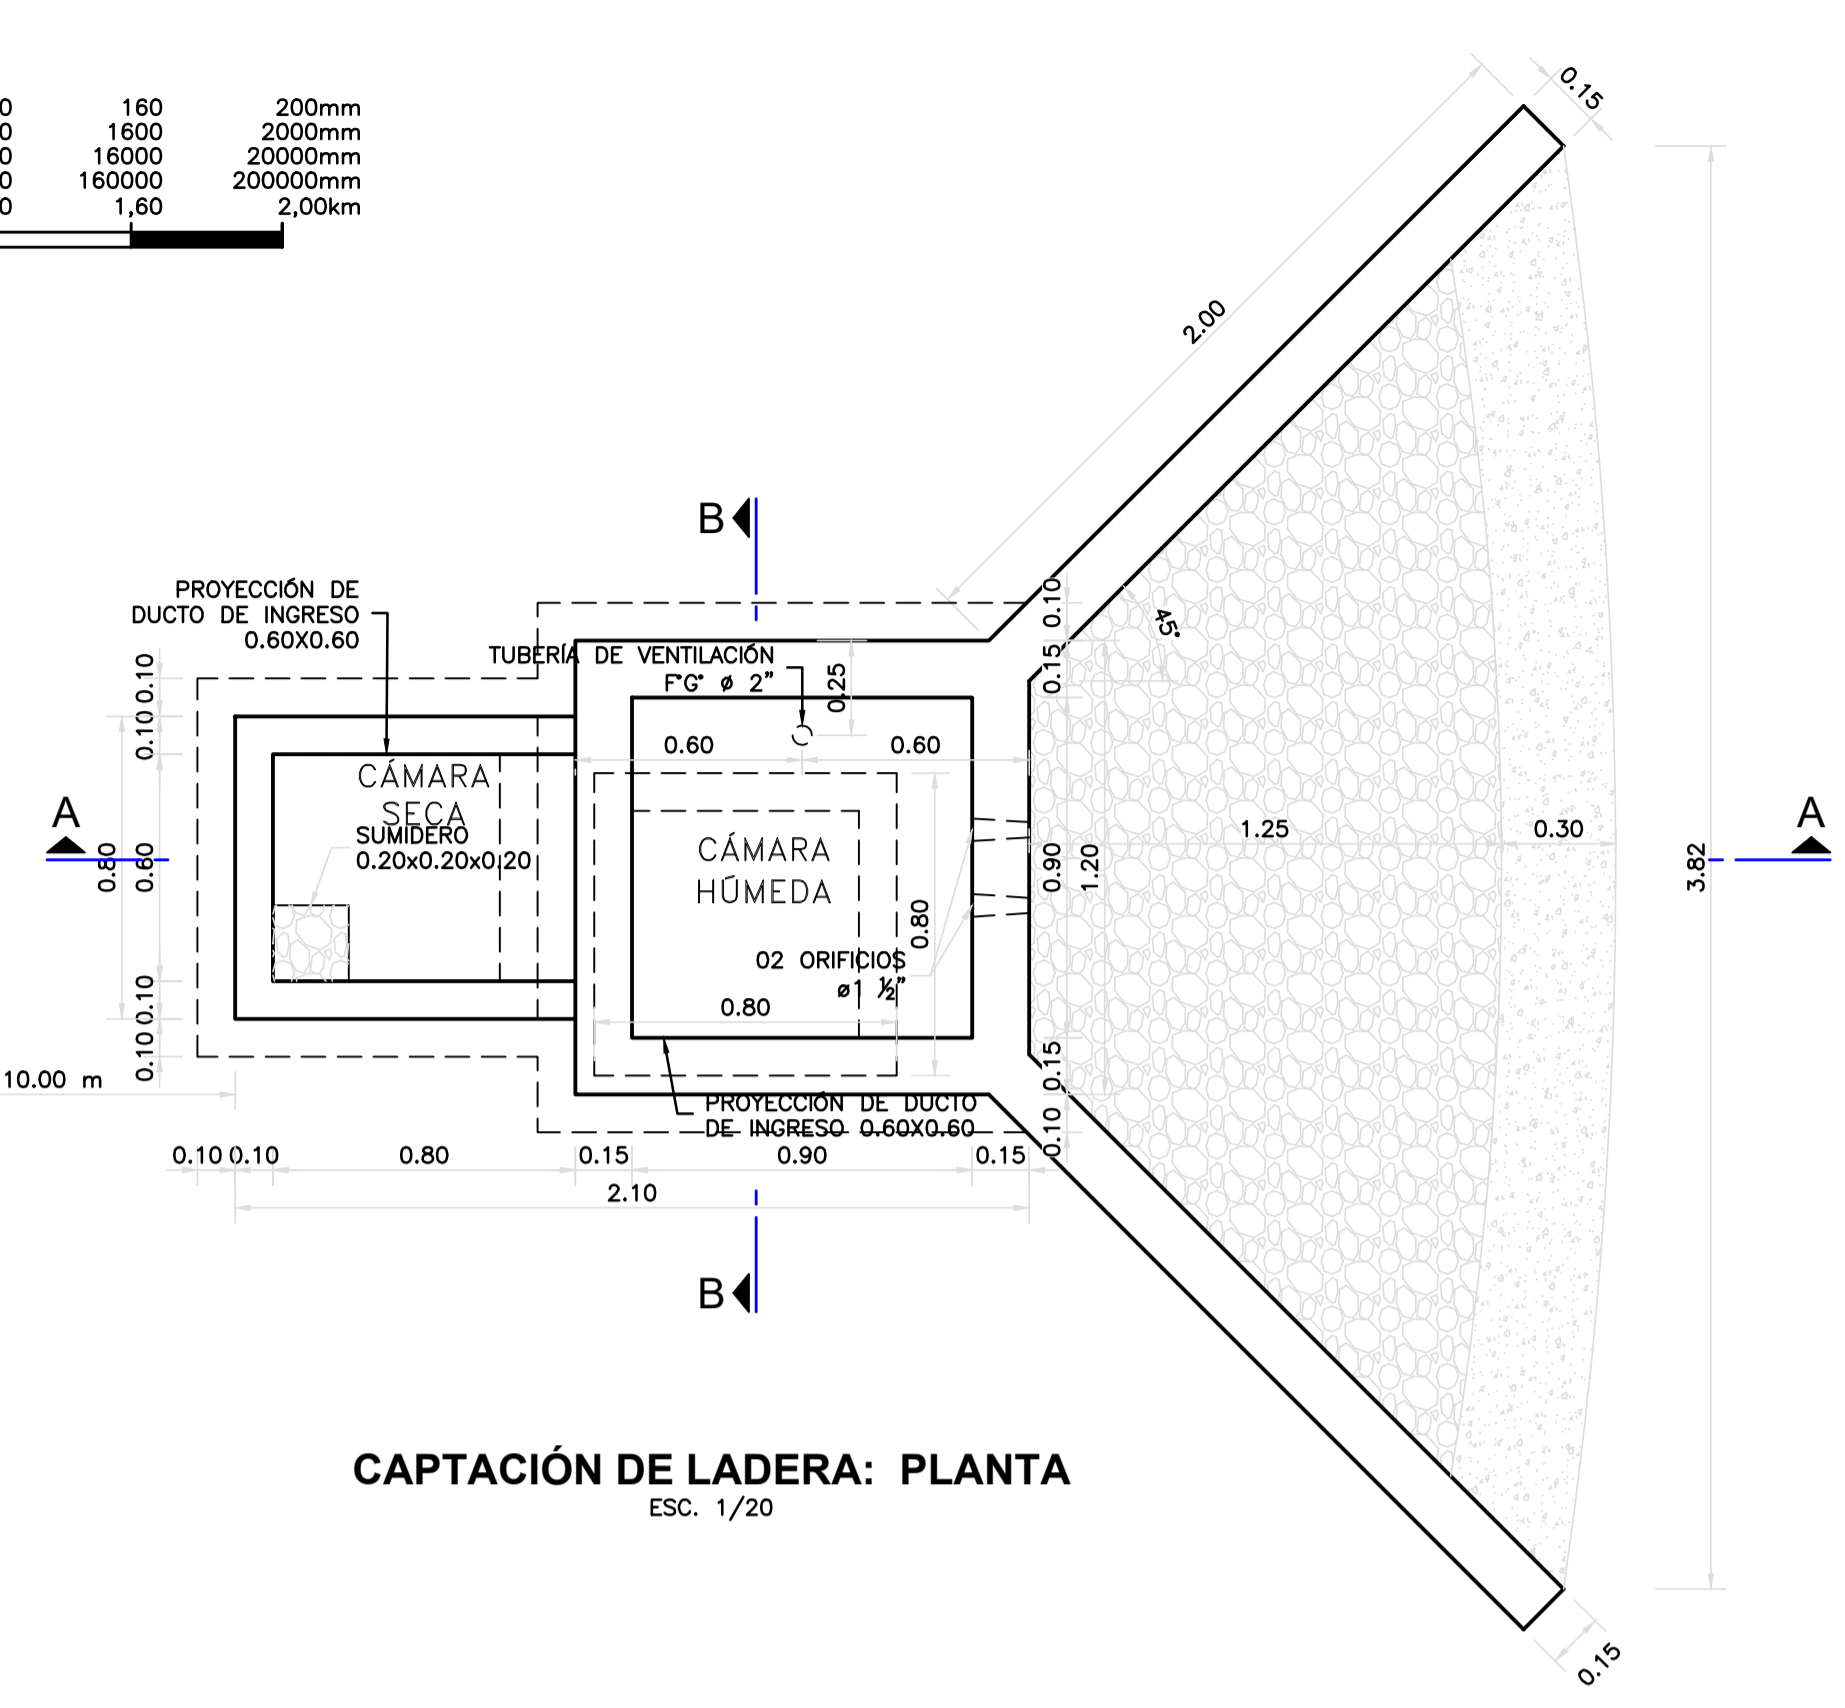 0 160 200mm
0 1600 2000mm
0 16000 20000mm
0 160000 200000mm
0 1,60 2,00km
0.15
2.00
B
PROYECCIÓN DE
DUCTO DE INGRESO
0.60X0.60
0.10
45°
TUBERÍA DE VENTILACIÓN
F°G° ø 2"
0.25
0.15
0.10
0.10
0.60 0.60
CÁMARA
SECA
SUMIDERO
0.20x0.20x0.20
A
0.80
0.60
CÁMARA
HÚMEDA
0.80
0.90
1.20
1.25
0.30
3.82
A
02 ORIFICIOS
ø1 ½"
0.80
0.10
0.10
0.15
0.10
10.00 m
PROYECCIÓN DE DUCTO
DE INGRESO 0.60X0.60
0.10 0.10 0.80 0.15 0.90 0.15
2.10
B
CAPTACIÓN DE LADERA: PLANTA
ESC. 1/20
0.15